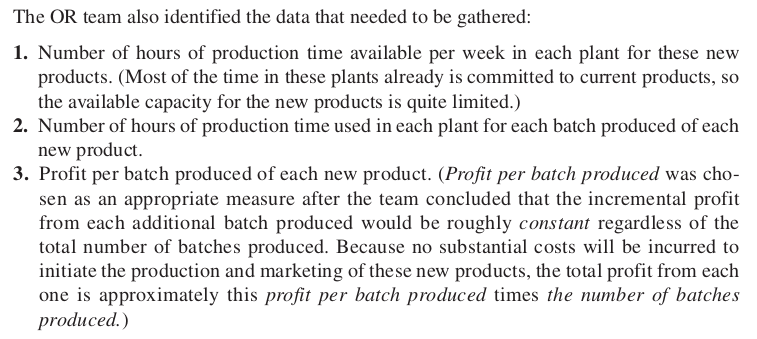 The OR team also identified the data that needed to be gathered:
1. Number of hours of production time available per week in each plant for these new
products. (Most of the time in these plants already is committed to current products, so
the available capacity for the new products is quite limited.)
2. Number of hours of production time used in each plant for each batch produced of each
new product.
3. Profit per batch produced of each new product. (Profit per batch produced was cho-
sen as an appropriate measure after the team concluded that the incremental profit
from each additional batch produced would be roughly constant regardless of the
total number of batches produced. Because no substantial costs will be incurred to
initiate the production and marketing of these new products, the total profit from each
one is approximately this profit per batch produced times the number of batches
produced.)